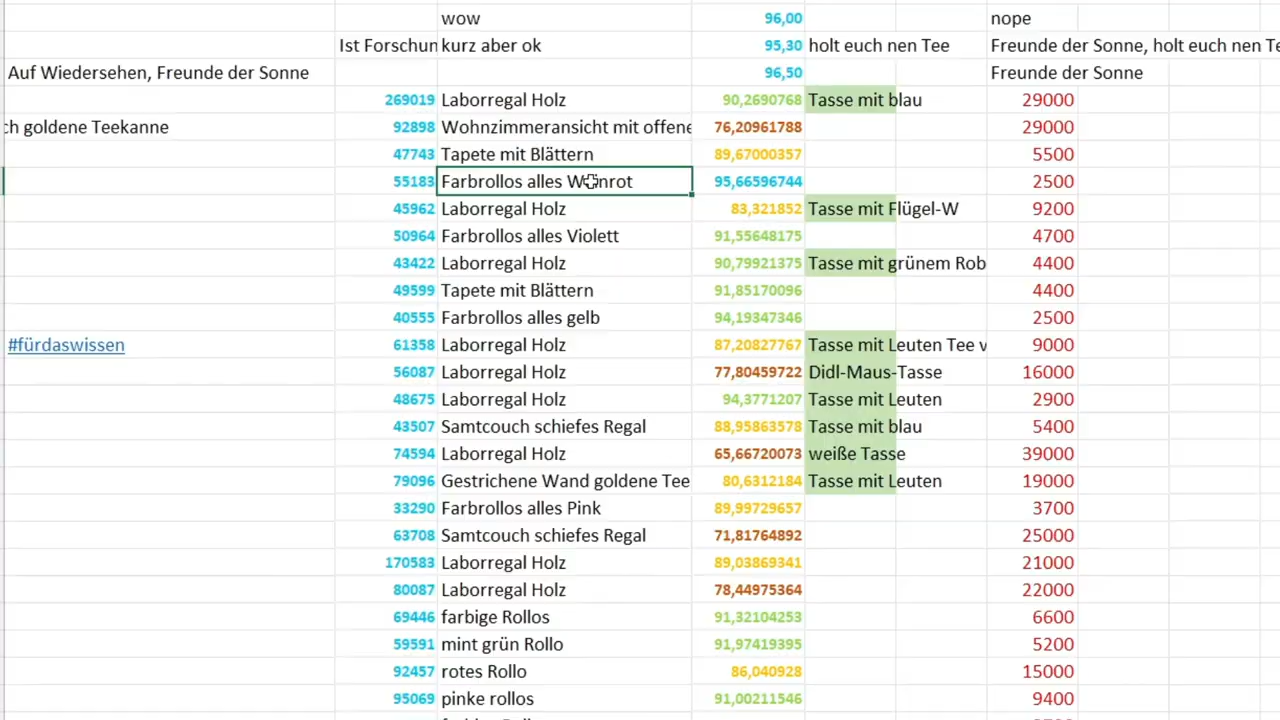 wow 96,00 nope
Ist Forschun kurz aber ok 95,30 holt euch nen Tee Freunde der Sonne, holt euch nen Te
Auf Wiedersehen, Freunde der Sonne 96,50 Freunde der Sonne
269019 Laborregal Holz 90,2690768 Tasse mit blau 29000
ch goldene Teekanne 92898 Wohnzimmeransicht mit offene 76,20961788 29000
47743 Tapete mit Blättern 89,67000357 5500
55183 Farbrollos alles Weinrot 95,66596744 2500
45962 Laborregal Holz 83,321852 Tasse mit Flügel-W 9200
50964 Farbrollos alles Violett 91,55648175 4700
43422 Laborregal Holz 90,79921375 Tasse mit grünem Rob 4400
49599 Tapete mit Blättern 91,85170096 4400
40555 Farbrollos alles gelb 94,19347346 2500
#fürdaswissen 61358 Laborregal Holz 87,20827767 Tasse mit Leuten Tee v 9000
56087 Laborregal Holz 77,80459722 Didl-Maus-Tasse 16000
48675 Laborregal Holz 94,3771207 Tasse mit Leuten 2900
43507 Samtcouch schiefes Regal 88,95863578 Tasse mit blau 5400
74594 Laborregal Holz 65,66720073 weiße Tasse 39000
79096 Gestrichene Wand goldene Tee 80,6312184 Tasse mit Leuten 19000
33290 Farbrollos alles Pink 89,99729657 3700
63708 Samtcouch schiefes Regal 71,81764892 25000
170583 Laborregal Holz 89,03869341 21000
80087 Laborregal Holz 78,44975364 22000
69446 farbige Rollos 91,32104253 6600
59591 mint grün Rollo 91,97419395 5200
92457 rotes Rollo 86,040928 15000
95069 pinke rollos 91,00211546 9400